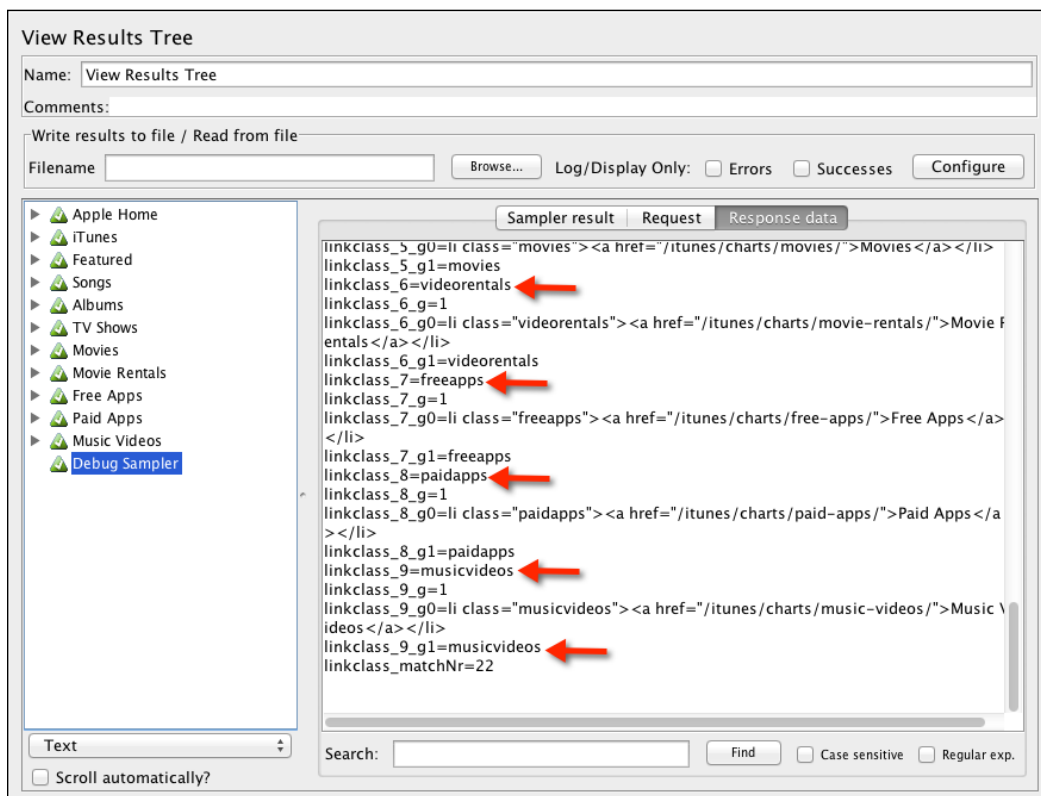 View Results Tree
Name: View Results Tree
Comments:
Write results to file / Read from file
Filename Browse... Log/Display Only: Errors Successes Configure
Apple Home
iTunes
Featured
Songs
Albums
TV Shows
Movies
Movie Rentals
Free Apps
Paid Apps
Music Videos
Debug Sampler
Text
Scroll automatically?
Sampler result Request Response data
linkclass_5_g0=li class="movies"><a href="/itunes/charts/movies/">Movies</a></li>
linkclass_5_g1=movies
linkclass_6=videorentals
linkclass_6_g=1
linkclass_6_g0=li class="videorentals"><a href="/itunes/charts/movie-rentals/">Movie R
entals</a></li>
linkclass_6_g1=videorentals
linkclass_7=freeapps
linkclass_7_g=1
linkclass_7_g0=li class="freeapps"><a href="/itunes/charts/free-apps/">Free Apps</a>
</li>
linkclass_7_g1=freeapps
linkclass_8=paidapps
linkclass_8_g=1
linkclass_8_g0=li class="paidapps"><a href="/itunes/charts/paid-apps/">Paid Apps</a
></li>
linkclass_8_g1=paidapps
linkclass_9=musicvideos
linkclass_9_g=1
linkclass_9_g0=li class="musicvideos"><a href="/itunes/charts/music-videos/">Music V
ideos</a></li>
linkclass_9_g1=musicvideos
linkclass_matchNr=22
Search: Find Case sensitive Regular exp.